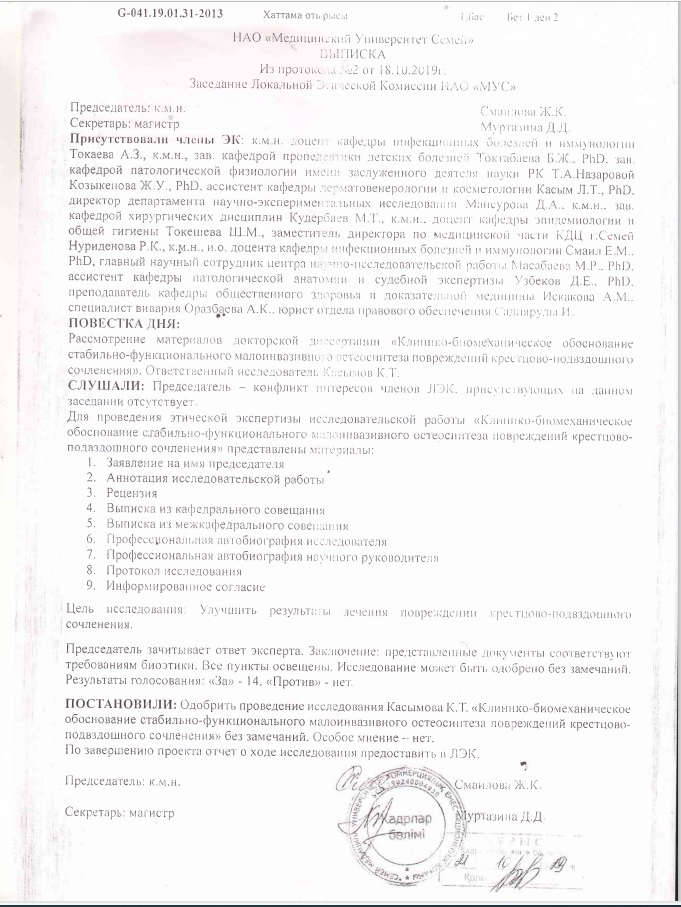 G-041.19.01.31-2013 Хаттама отырысы 1 Бас Бет 1 ден 2
НАО «Медицинский Университет Семей»
ВЫПИСКА
Из протокола №2 от 18.10.2019г.
Заседание Локальной Этической Комиссии НАО «МУС»
Председатель: к.м.н. Смаилова Ж.К.
Секретарь: магистр Муртазина Д.Д.
Присутствовали члены ЭК: к.м.н. доцент кафедры инфекционных болезней и иммунологии
Токаева А.З., к.м.н., зав. кафедрой пропедевтики детских болезней Токтабаева Б.Ж., PhD. зав.
кафедрой патологической физиологии имени заслуженного деятеля науки РК Т.А.Назаровой
Козыкенова Ж.У., PhD. ассистент кафедры дерматовенерологии и косметологии Касым Л.Т., PhD.
директор департамента научно-экспериментальных исследований Мансурова Д.А., к.м.н., зав.
кафедрой хирургических дисциплин Кудербаев М.Т., к.м.н., доцент кафедры эпидемиологии и
общей гигиены Токешева Ш.М., заместитель директора по медицинской части КДЦ г.Семей
Нуриденова Р.К., к.м.н., и.о. доцента кафедры инфекционных болезней и иммунологии Смаил Е.М.,
PhD, главный научный сотрудник центра научно-исследовательской работы Масабаева М.Р., PhD.
ассистент кафедры патологической анатомии и судебной экспертизы Узбеков Д.Е., PhD.
преподаватель кафедры общественного здоровья и доказательной медицины Искакова А.М.,
специалист вивария Оразбаева А.К., юрист отдела правового обеспечения И.
ПОВЕСТКА ДНЯ:
Рассмотрение материалов докторской диссертации «Клинико-биомеханическое обоснование
стабильно-функционального малоинвазивного остеосинтеза повреждений крестцово-подвздошного
сочленения». Ответственный исследователь Касымов К.Т.
СЛУШАЛИ: Председатель – конфликт интересов членов ЛЭК, присутствующих на данном
заседании отсутствует.
Для проведения этической экспертизы исследовательской работы «Клинико-биомеханическое
обоснование стабильно-функционального малоинвазивного остеосинтеза повреждений крестцово-
подвздошного сочленения» представлены материалы:
1. Заявление на имя председателя
2. Аннотация исследовательской работы
3. Рецензия
4. Выписка из кафедрального совещания
5. Выписка из межкафедрального совещания
6. Профессиональная автобиография исследователя
7. Профессиональная автобиография научного руководителя
8. Протокол исследования
9. Информированное согласие
Цель исследования: Улучшить результаты лечения повреждении крестцово-подвздошного
сочленения.
Председатель зачитывает ответ эксперта. Заключение: представленные документы соответствуют
требованиям биоэтики. Все пункты освещены. Исследование может быть одобрено без замечаний.
Результаты голосования: «За» - 14, «Против» - нет.
ПОСТАНОВИЛИ: Одобрить проведение исследования Касымова К.Т. «Клинико-биомеханическое
обоснование стабильно-функционального малоинвазивного остеосинтеза повреждений крестцово-
подвздошного сочленения» без замечаний. Особое мнение – нет.
По завершению проекта отчет о ходе исследования предоставить в ЛЭК.
Председатель: к.м.н. Смаилова Ж.К.
Секретарь: магистр Муртазина Д.Д.
Кадрлар
бөлімі
21 10 19